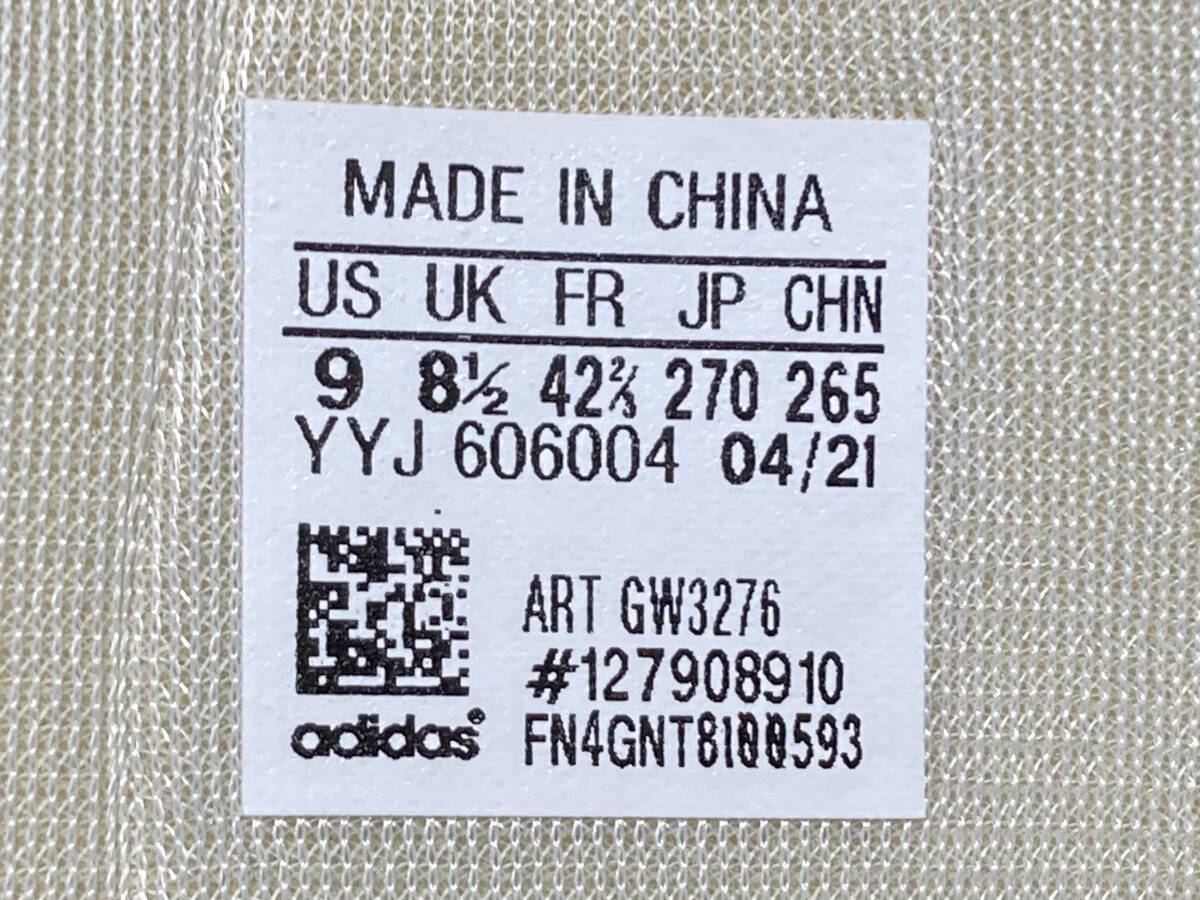 MADE IN CHINA
US UK FR JP CHN
9 8½ 42⅔ 270 265
YYJ 606004 04/21
ART GW3276
#127908910
adidas®